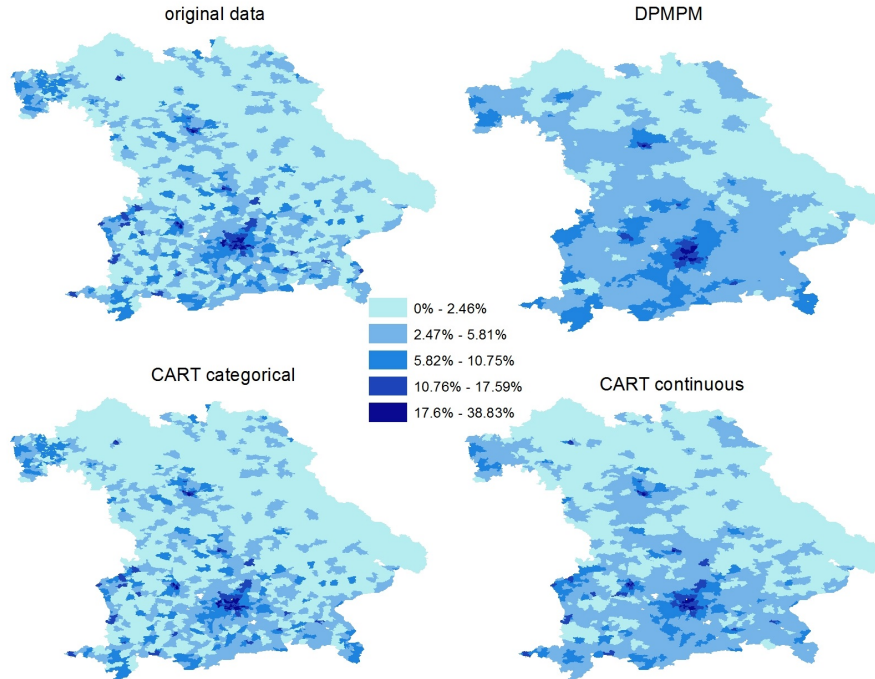 original data
DPMPM
0% - 2.46%
2.47% - 5.81%
5.82% - 10.75%
10.76% - 17.59%
17.6% - 38.83%
CART categorical
CART continuous